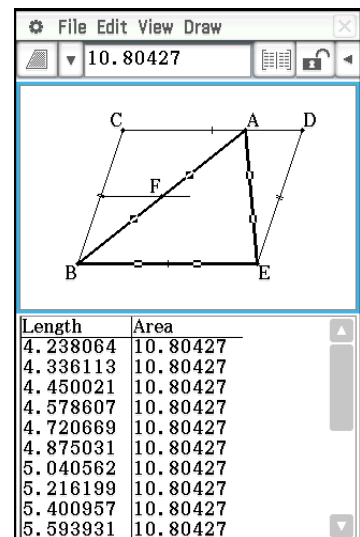 File Edit View Draw
10.80427
C A D
F
B E
Length Area
4.238064 10.80427
4.336113 10.80427
4.450021 10.80427
4.578607 10.80427
4.720669 10.80427
4.875031 10.80427
5.040562 10.80427
5.216199 10.80427
5.400957 10.80427
5.593931 10.80427